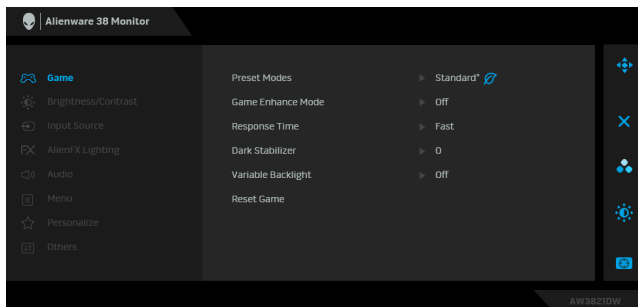 Alienware 38 Monitor
Game
Brightness/Contrast
Input Source
FX AlienFX Lighting
Audio
Menu
Personalize
Others
Preset Modes Standard*
Game Enhance Mode Off
Response Time Fast
Dark Stabilizer 0
Variable Backlight Off
Reset Game
AW3821DW